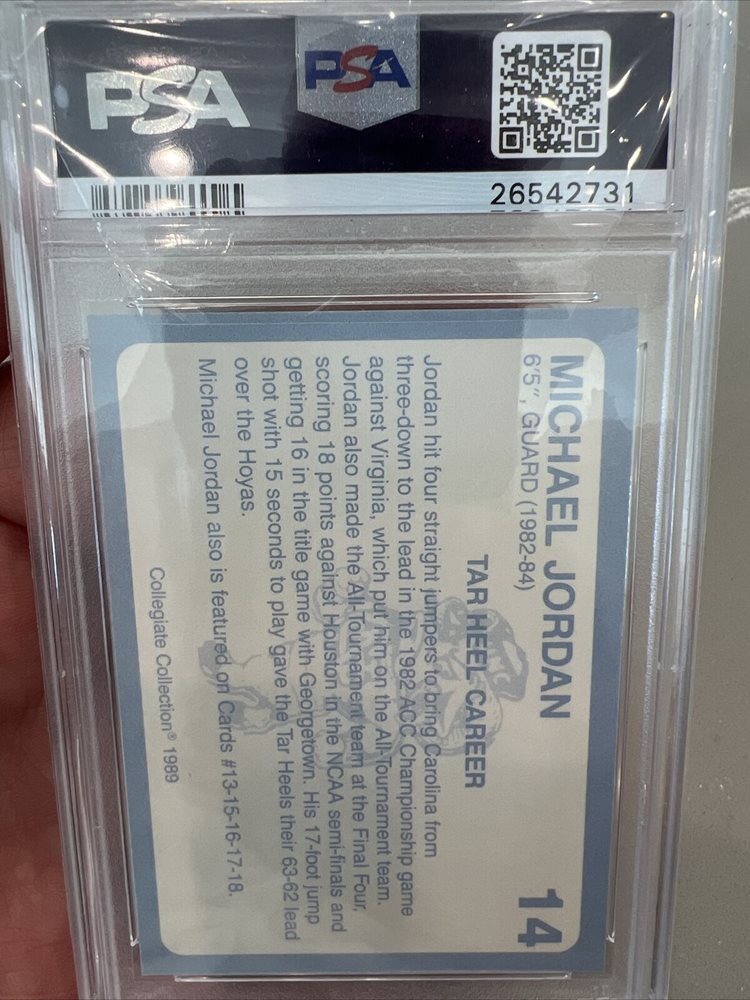 PSA
PSA
26542731
MICHAEL JORDAN
14
6'5", GUARD (1982-84)
TAR HEEL CAREER
Jordan hit four straight jumpers to bring Carolina from
three-down to the lead in the 1982 ACC Championship game
against Virginia, which put him on the All-Tournament team.
Jordan also made the All-Tournament team at the Final Four,
scoring 18 points against Houston in the NCAA semi-finals and
getting 16 in the title game with Georgetown. His 17-foot jump
shot with 15 seconds to play gave the Tar Heels their 63-62 lead
over the Hoyas.
Michael Jordan also is featured on Cards #13-15-16-17-18.
Collegiate Collection® 1989